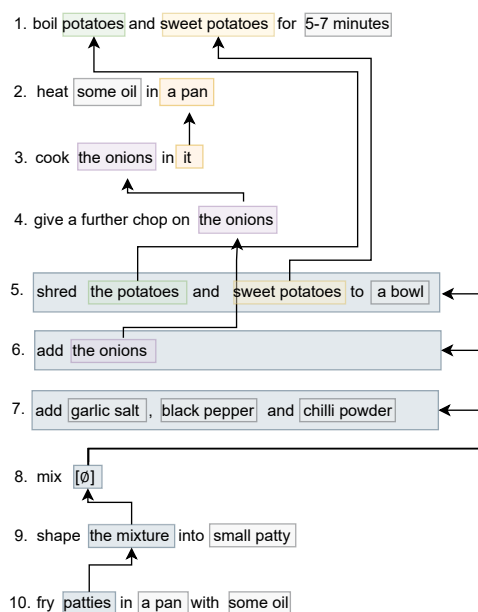 1. boil potatoes and sweet potatoes for 5-7 minutes
2. heat some oil in a pan
3. cook the onions in it
4. give a further chop on the onions
5. shred the potatoes and sweet potatoes to a bowl
6. add the onions
7. add garlic salt , black pepper and chilli powder
8. mix [Ø]
9. shape the mixture into small patty
10. fry patties in a pan with some oil